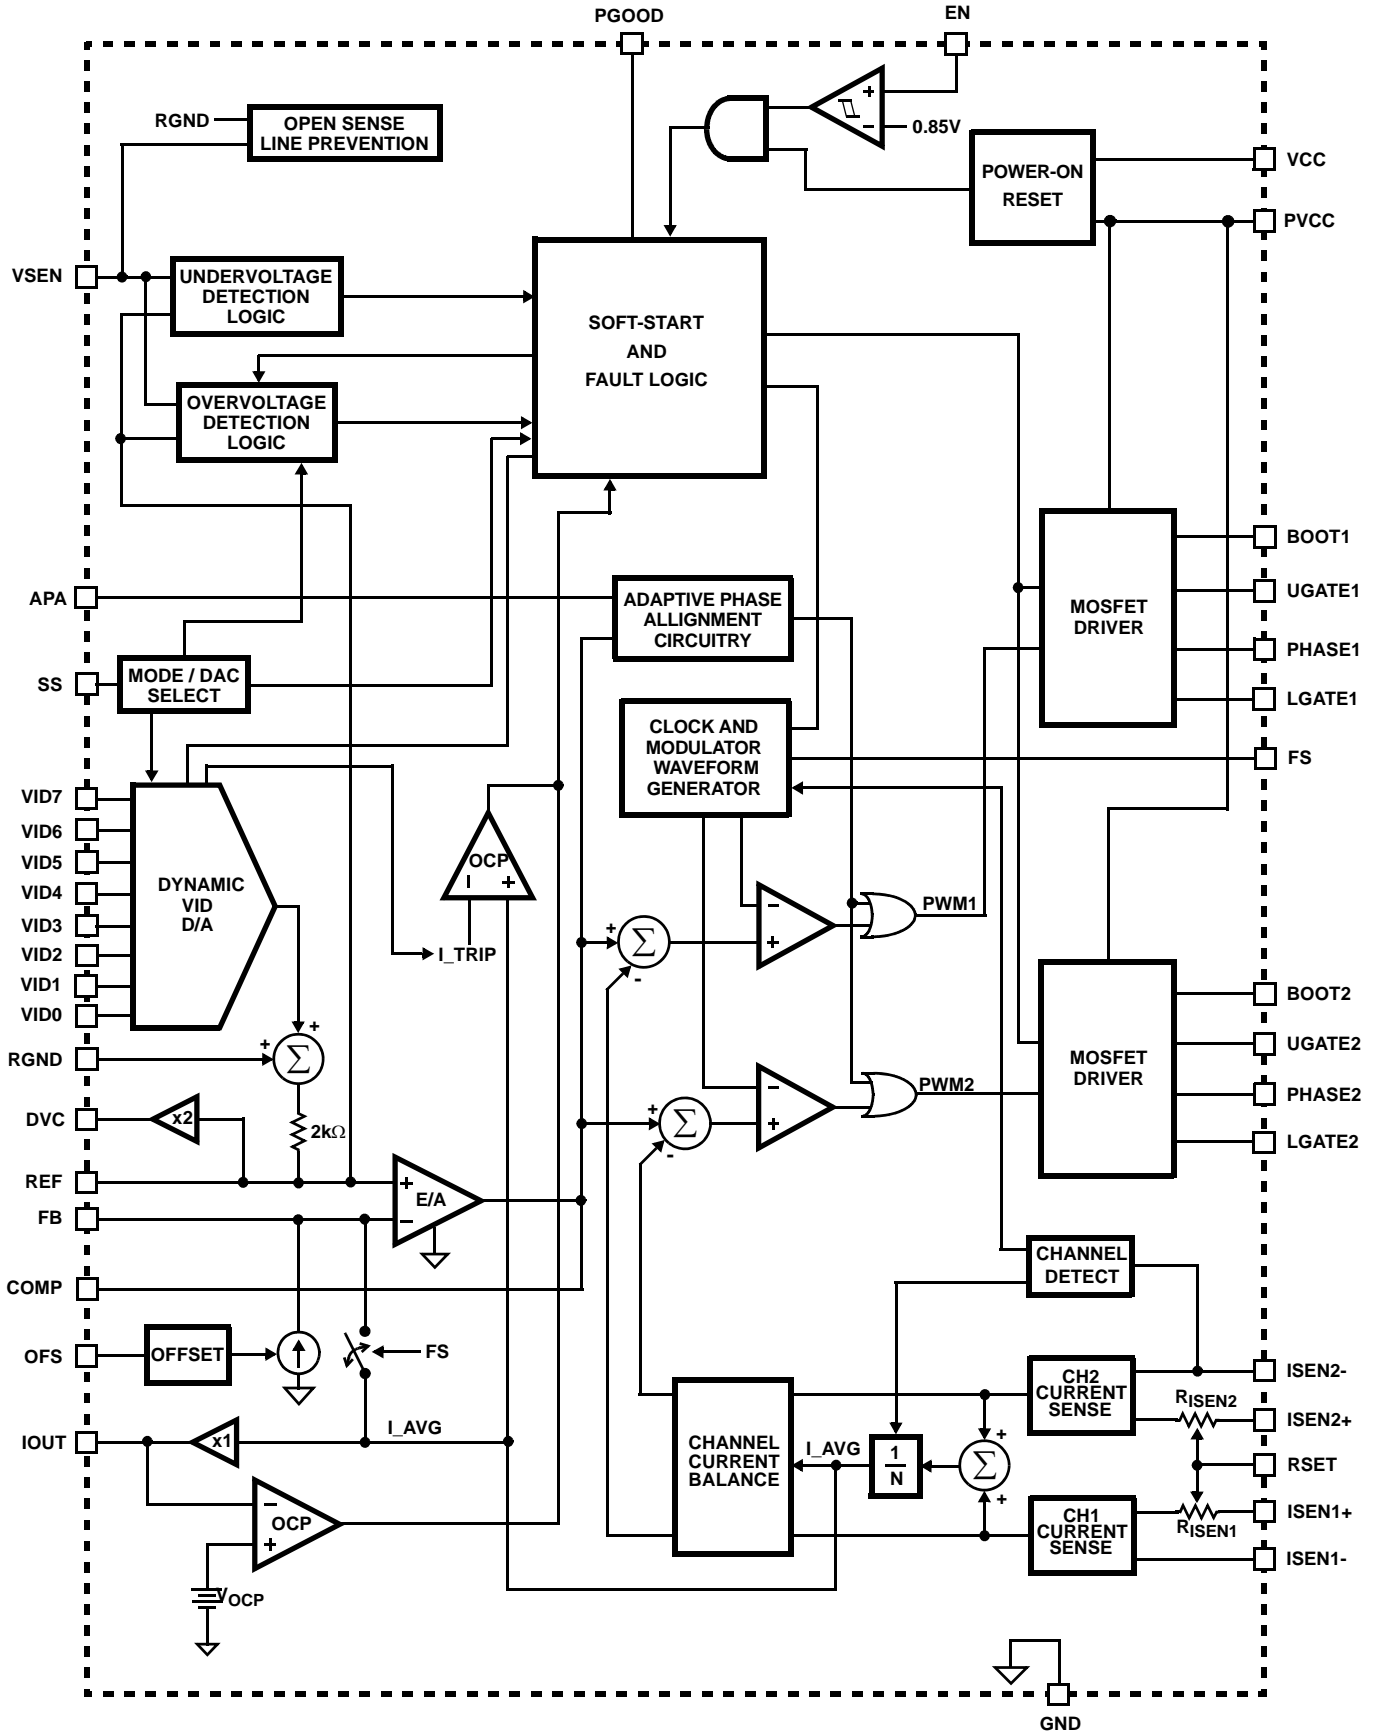 PGOOD
EN
RGND
OPEN SENSE
LINE PREVENTION
+
−
0.85V
POWER-ON
RESET
VCC
PVCC
VSEN
UNDERVOLTAGE
DETECTION
LOGIC
SOFT-START
AND
FAULT LOGIC
OVERVOLTAGE
DETECTION
LOGIC
BOOT1
UGATE1
PHASE1
LGATE1
MOSFET
DRIVER
APA
ADAPTIVE PHASE
ALLIGNMENT
CIRCUITRY
SS
MODE / DAC
SELECT
CLOCK AND
MODULATOR
WAVEFORM
GENERATOR
FS
VID7
VID6
VID5
VID4
VID3
VID2
VID1
VID0
DYNAMIC
VID
D/A
OCP
− +
I_TRIP
+
Σ
-
−
+
PWM1
RGND
+
+
Σ
2kΩ
DVC
x2
REF
FB
+
−
E/A
+
Σ
-
−
+
PWM2
MOSFET
DRIVER
BOOT2
UGATE2
PHASE2
LGATE2
COMP
OFS
OFFSET
FS
CHANNEL
DETECT
IOUT
x1
I_AVG
CHANNEL
CURRENT
BALANCE
I_AVG
1
N
+
Σ
+
CH2
CURRENT
SENSE
RISEN2
ISEN2-
ISEN2+
RSET
CH1
CURRENT
SENSE
RISEN1
ISEN1+
ISEN1-
−
OCP
+
VOCP
GND